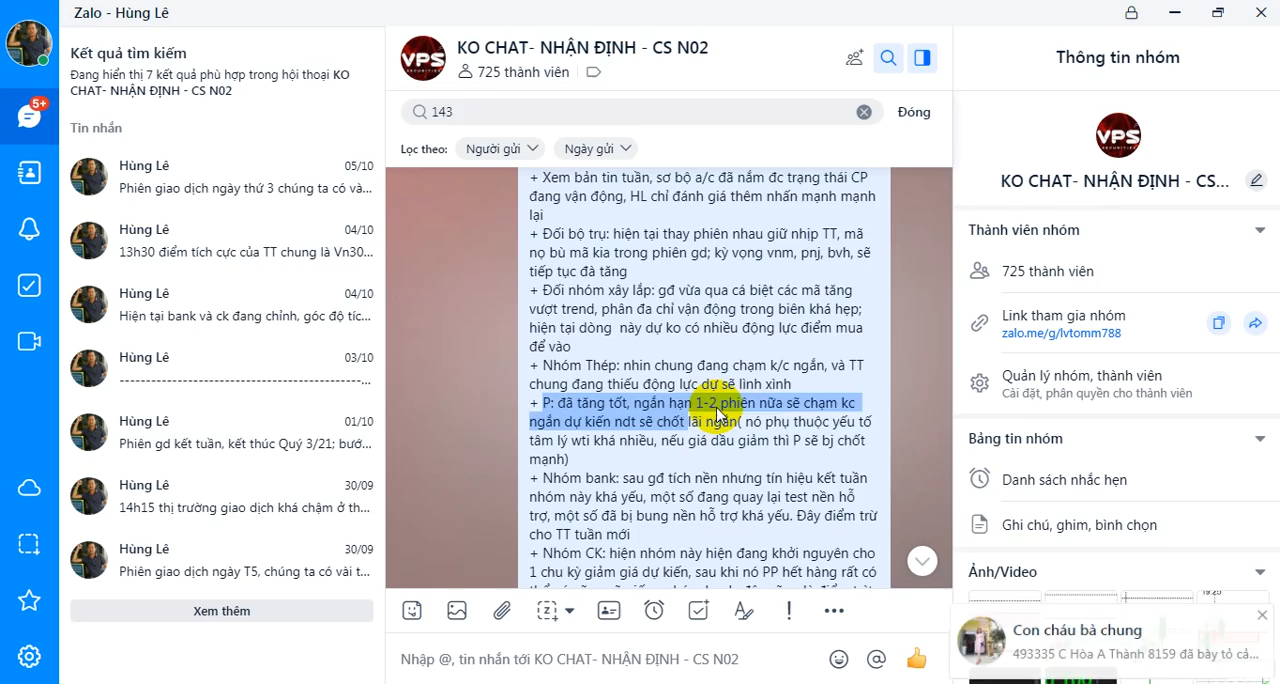 Zalo - Hùng Lê
5+
Kết quả tìm kiếm
Đang hiển thị 7 kết quả phù hợp trong hội thoại KO
CHAT- NHẬN ĐỊNH - CS N02
Tin nhắn
Hùng Lê 05/10
Phiên giao dịch ngày thứ 3 chúng ta có và...
Hùng Lê 04/10
13h30 điểm tích cực của TT chung là Vn30...
Hùng Lê 04/10
Hiện tại bank và ck đang chỉnh, góc độ tíc...
Hùng Lê 03/10
--------------------------------------------...
Hùng Lê 01/10
Phiên gd kết tuần, kết thúc Quý 3/21; bướ...
Hùng Lê 30/09
14h15 thị trường giao dịch khá chậm ở th...
Hùng Lê 30/09
Phiên giao dịch ngày T5, chúng ta có vài t...
Xem thêm
VPS
SECURITIES
KO CHAT- NHẬN ĐỊNH - CS N02
725 thành viên
143
Đóng
Lọc theo: Người gửi Ngày gửi
+ Xem bản tin tuần, sơ bộ a/c đã nắm đc trạng thái CP
đang vận động, HL chỉ đánh giá thêm nhấn mạnh mạnh
lại
+ Đối bộ trụ: hiện tại thay phiên nhau giữ nhịp TT, mã
nọ bù mã kia trong phiên gd; kỳ vọng vnm, pnj, bvh, sẽ
tiếp tục đà tăng
+ Đối nhóm xây lắp: gđ vừa qua cá biệt các mã tăng
vượt trend, phân đa chỉ vận động trong biên khá hẹp;
hiện tại dòng này dự ko có nhiều động lực điểm mua
để vào
+ Nhóm Thép: nhin chung đang chạm k/c ngắn, và TT
chung đang thiếu động lực dự sẽ lình xình
+ P: đã tăng tốt, ngắn hạn 1-2 phiên nữa sẽ chạm kc
ngắn dự kiến ndt sẽ chốt lãi ngắn( nó phụ thuộc yếu tố
tâm lý wti khá nhiều, nếu giá dầu giảm thì P sẽ bị chốt
mạnh)
+ Nhóm bank: sau gđ tích nền nhưng tín hiệu kết tuần
nhóm này khá yếu, một số đang quay lại test nền hỗ
trợ, một số đã bị bung nền hỗ trợ khá yếu. Đây điểm trừ
cho TT tuần mới
+ Nhóm CK: hiện nhóm này hiện đang khởi nguyên cho
1 chu kỳ giảm giá dự kiến, sau khi nó PP hết hàng rất có
Nhập @, tin nhắn tới KO CHAT- NHẬN ĐỊNH - CS N02
Thông tin nhóm
VPS
SECURITIES
KO CHAT- NHẬN ĐỊNH - CS...
Thành viên nhóm
725 thành viên
Link tham gia nhóm
zalo.me/g/lvtomm788
Quản lý nhóm, thành viên
Cài đặt, phân quyền cho thành viên
Bảng tin nhóm
Danh sách nhắc hẹn
Ghi chú, ghim, bình chọn
Ảnh/Video
Con cháu bà chung
493335 C Hòa A Thành 8159 đã bày tỏ cả...